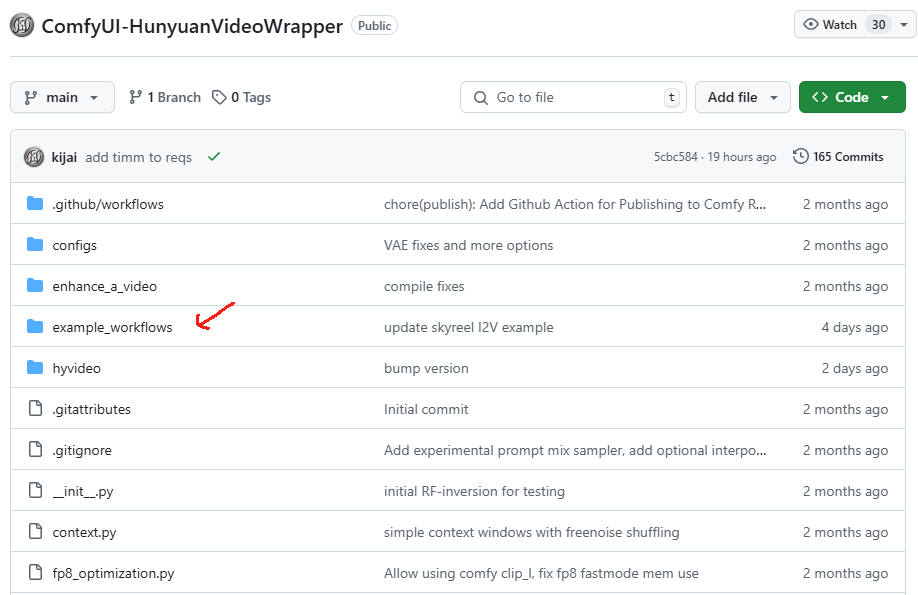 ComfyUI-HunyuanVideoWrapper Public Watch 30
main 1 Branch 0 Tags Go to file t Add file Code
kijai add timm to reqs 5cbc584 · 19 hours ago 165 Commits
.github/workflows chore(publish): Add Github Action for Publishing to Comfy R... 2 months ago
configs VAE fixes and more options 2 months ago
enhance_a_video compile fixes 2 months ago
example_workflows update skyreel I2V example 4 days ago
hyvideo bump version 2 days ago
.gitattributes Initial commit 2 months ago
.gitignore Add experimental prompt mix sampler, add optional interpo... 2 months ago
__init__.py initial RF-inversion for testing 2 months ago
context.py simple context windows with freenoise shuffling 2 months ago
fp8_optimization.py Allow using comfy clip_l, fix fp8 fastmode mem use 2 months ago